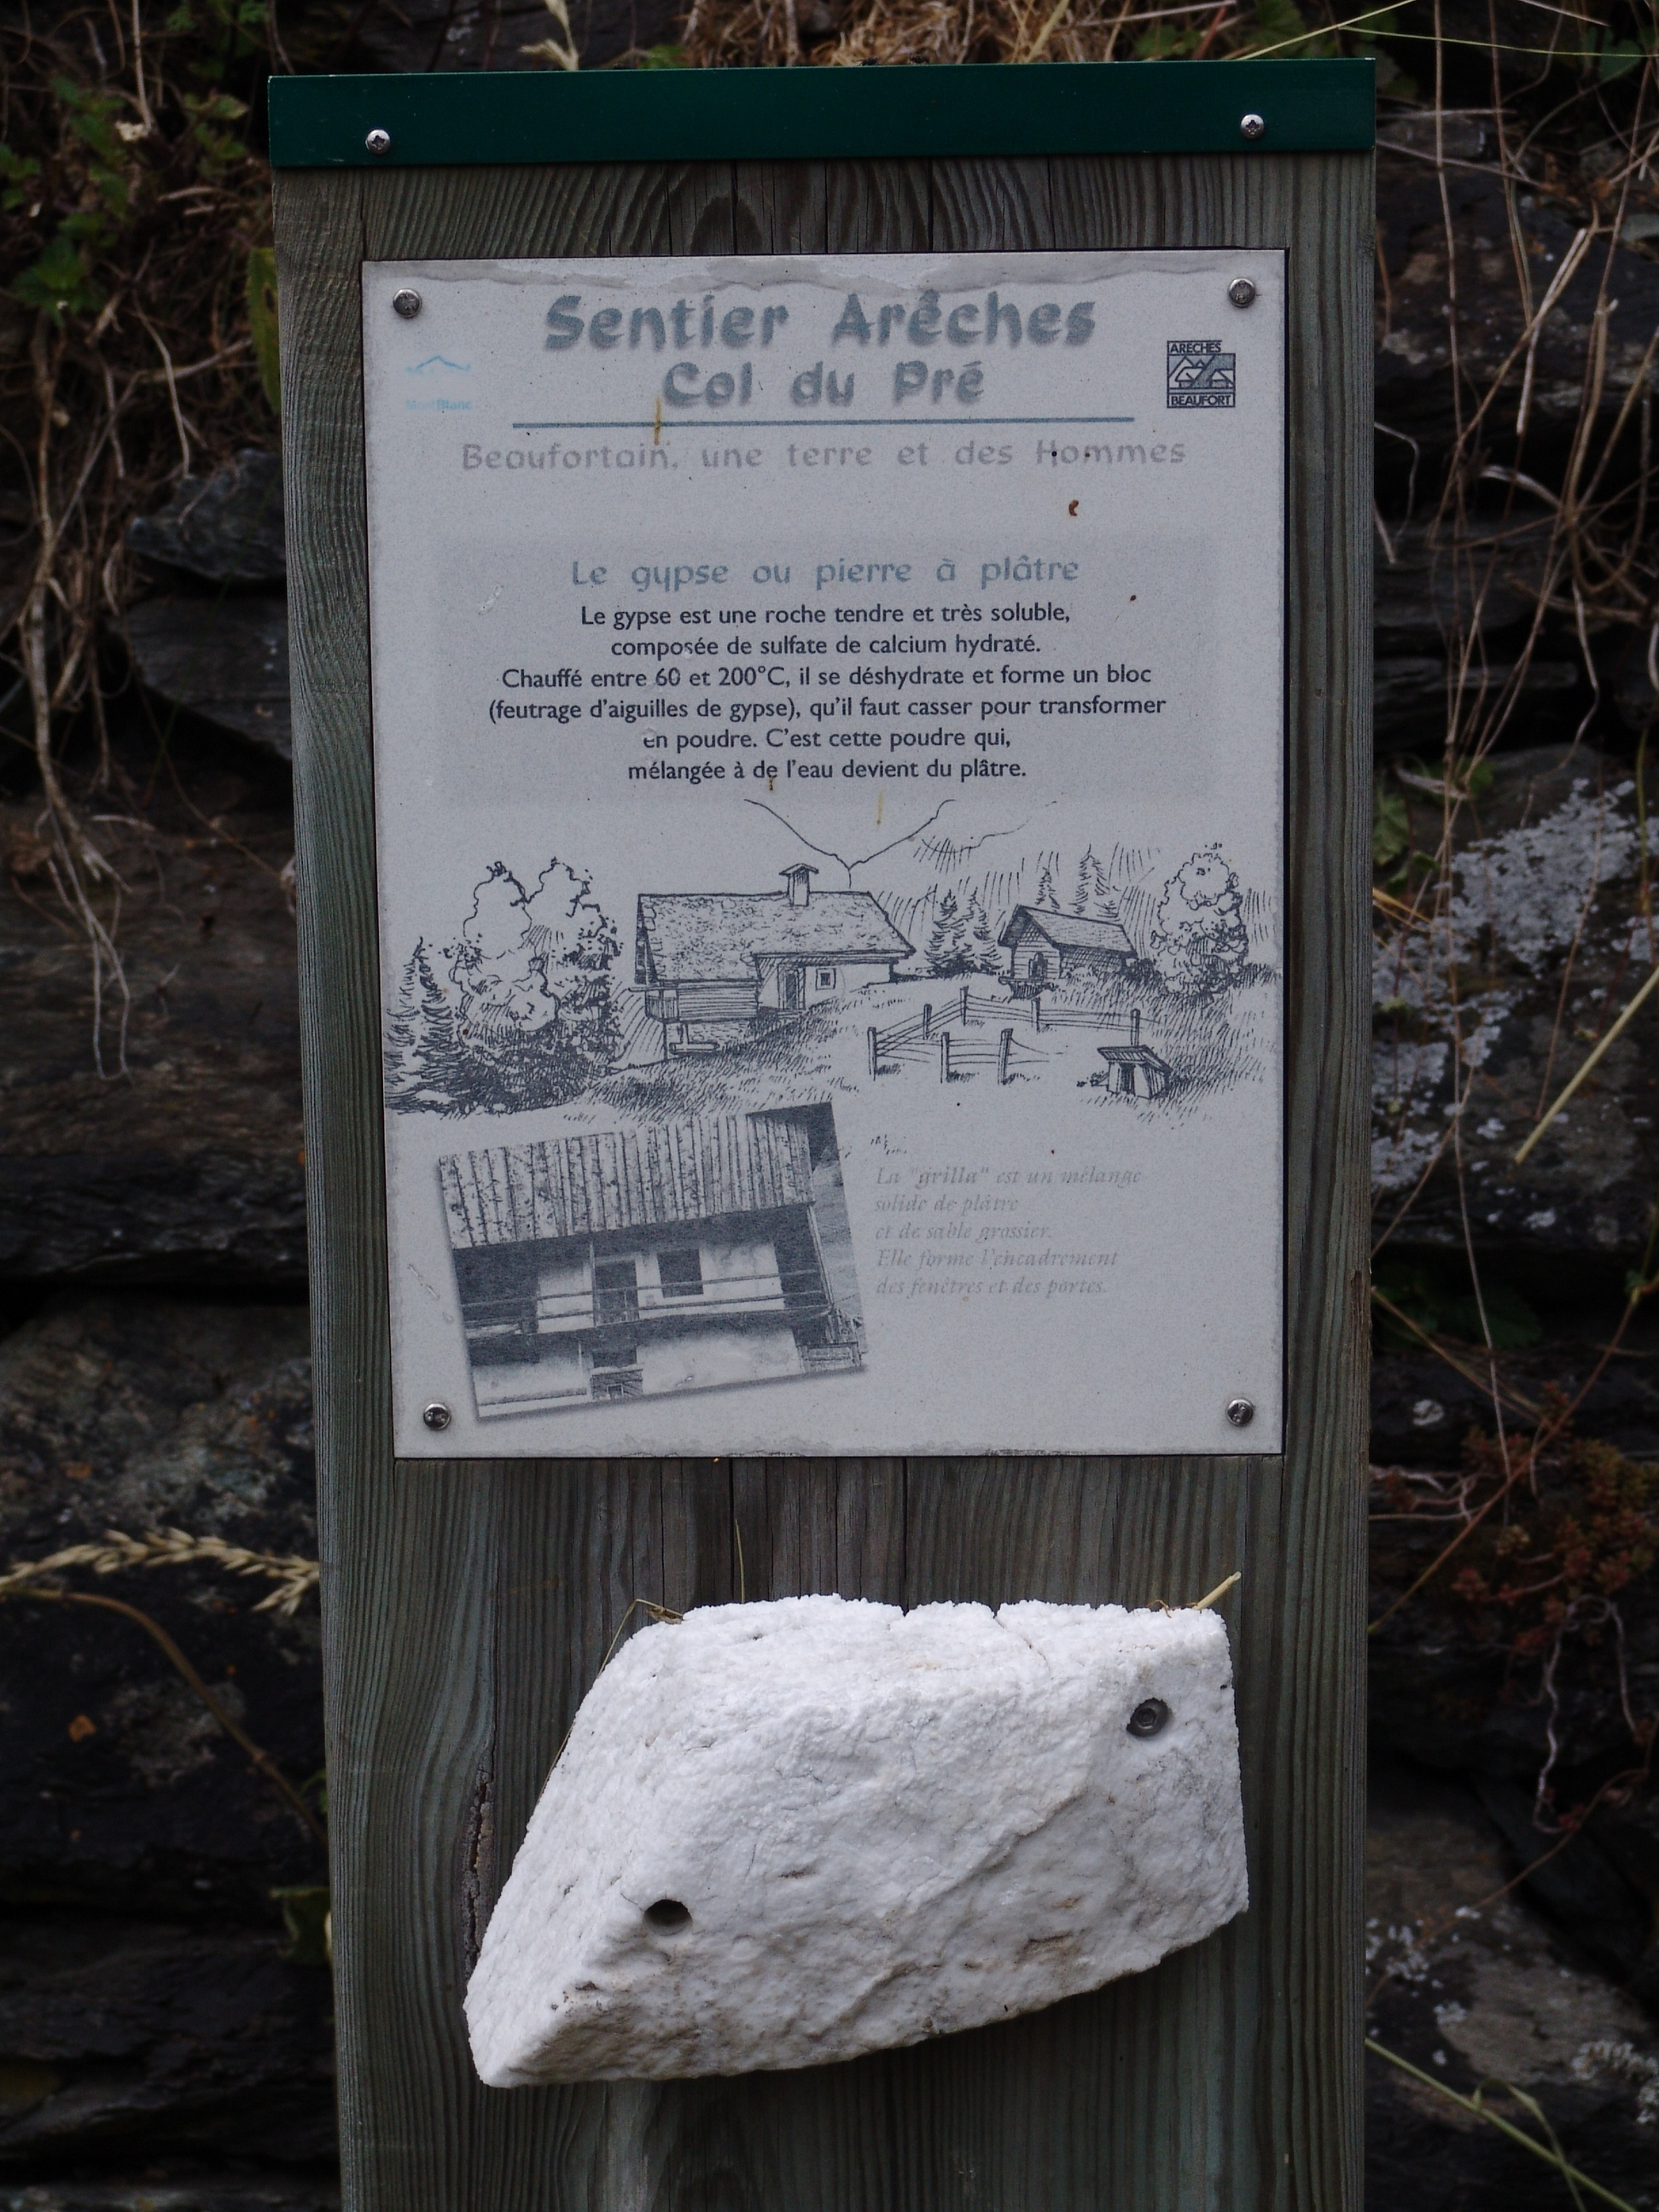 Sentier Arêches
Col du Pré
MontBlanc
ARECHES
BEAUFORT
Beaufortain, une terre et des Hommes
Le gypse ou pierre à plâtre
Le gypse est une roche tendre et très soluble,
composée de sulfate de calcium hydraté.
Chauffé entre 60 et 200°C, il se déshydrate et forme un bloc
(feutrage d'aiguilles de gypse), qu'il faut casser pour transformer
en poudre. C'est cette poudre qui,
mélangée à de l'eau devient du plâtre.
La "grilla" est un mélange
solide de plâtre
et de sable grossier.
Elle forme l'encadrement
des fenêtres et des portes.